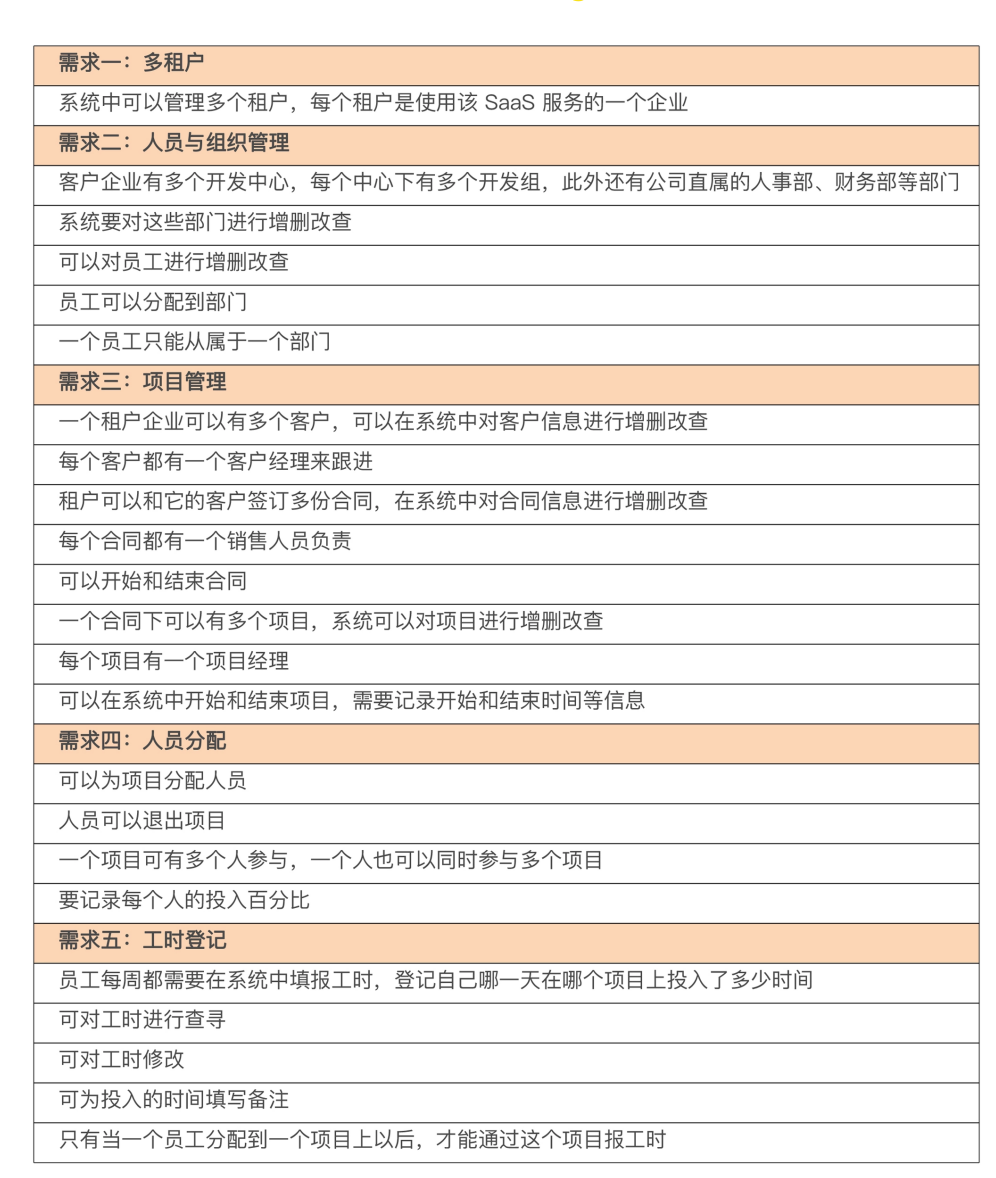 需求一：多租户
系统中可以管理多个租户，每个租户是使用该 SaaS 服务的一个企业
需求二：人员与组织管理
客户企业有多个开发中心，每个中心下有多个开发组，此外还有公司直属的人事部、财务部等部门
系统要对这些部门进行增删改查
可以对员工进行增删改查
员工可以分配到部门
一个员工只能从属于一个部门
需求三：项目管理
一个租户企业可以有多个客户，可以在系统中对客户信息进行增删改查
每个客户都有一个客户经理来跟进
租户可以和它的客户签订多份合同，在系统中对合同信息进行增删改查
每个合同都有一个销售人员负责
可以开始和结束合同
一个合同下可以有多个项目，系统可以对项目进行增删改查
每个项目有一个项目经理
可以在系统中开始和结束项目，需要记录开始和结束时间等信息
需求四：人员分配
可以为项目分配人员
人员可以退出项目
一个项目可有多个人参与，一个人也可以同时参与多个项目
要记录每个人的投入百分比
需求五：工时登记
员工每周都需要在系统中填报工时，登记自己哪一天在哪个项目上投入了多少时间
可对工时进行查寻
可对工时修改
可为投入的时间填写备注
只有当一个员工分配到一个项目上以后，才能通过这个项目报工时